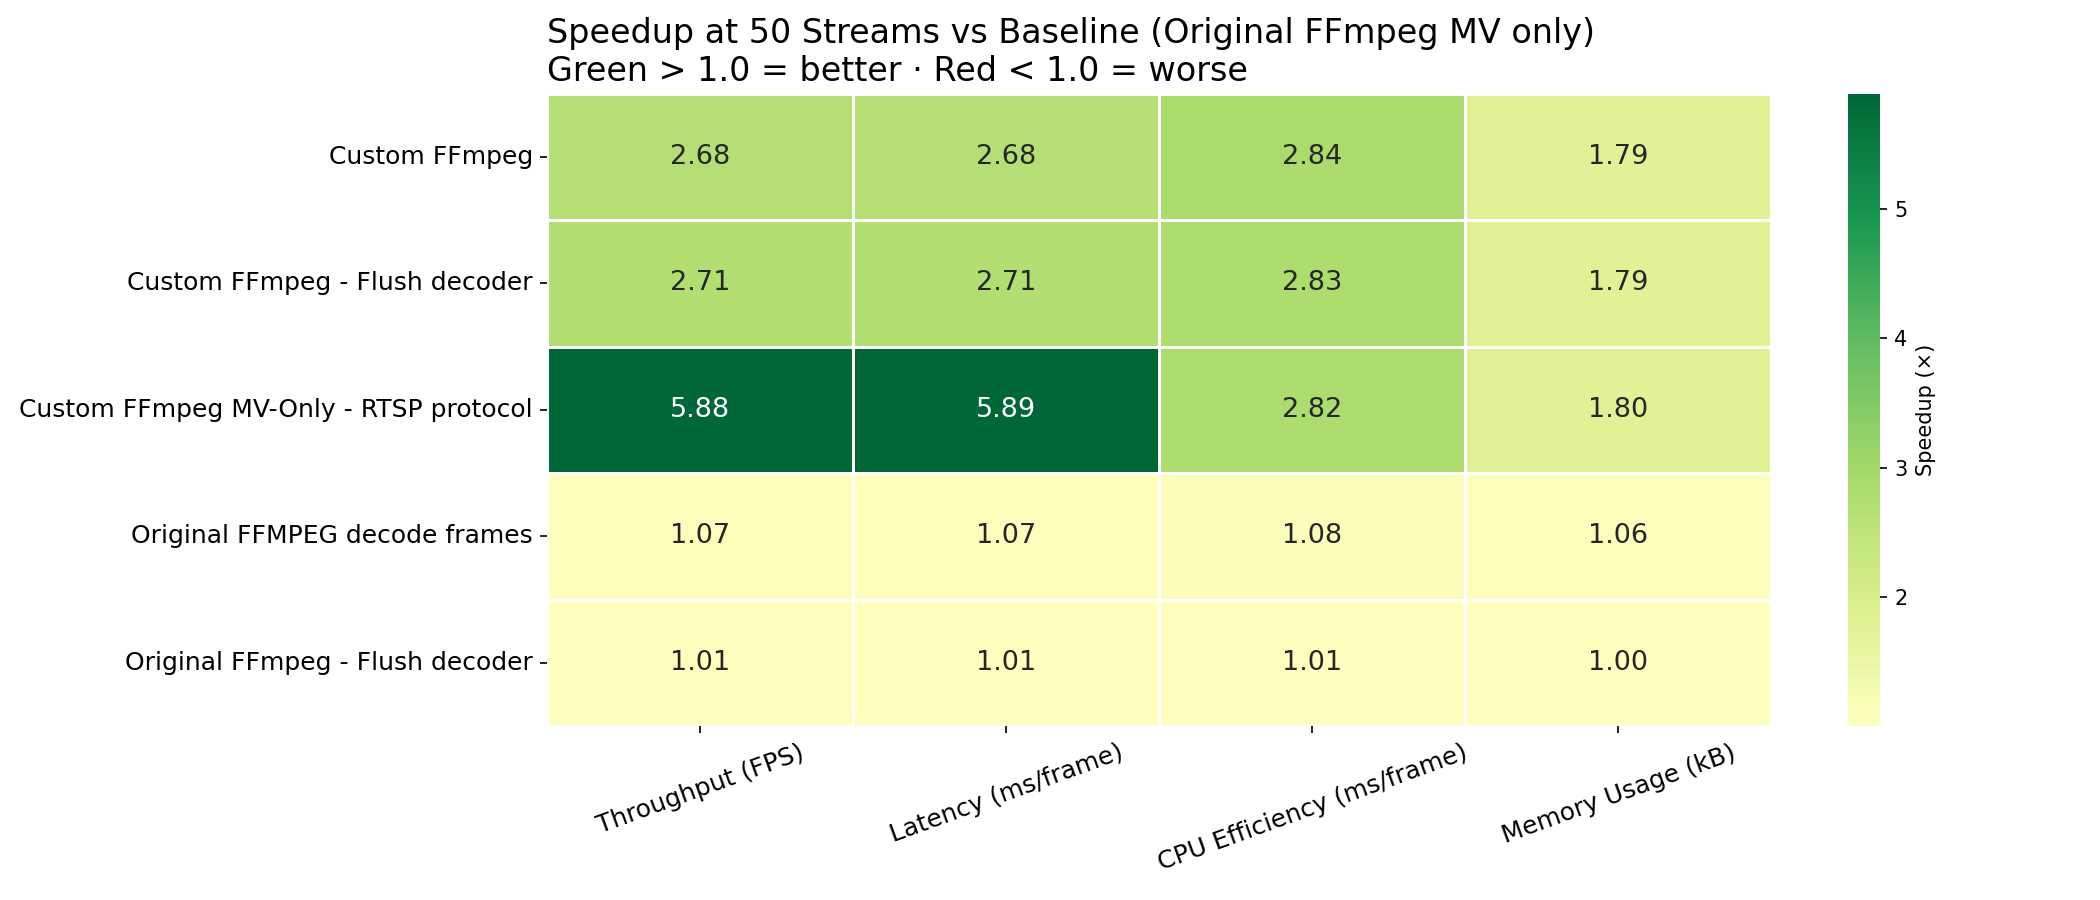 Speedup at 50 Streams vs Baseline (Original FFmpeg MV only)
Green > 1.0 = better · Red < 1.0 = worse
Custom FFmpeg
2.68
2.68
2.84
1.79
Custom FFmpeg - Flush decoder
2.71
2.71
2.83
1.79
Custom FFmpeg MV-Only - RTSP protocol
5.88
5.89
2.82
1.80
Original FFMPEG decode frames
1.07
1.07
1.08
1.06
Original FFmpeg - Flush decoder
1.01
1.01
1.01
1.00
Throughput (FPS)
Latency (ms/frame)
CPU Efficiency (ms/frame)
Memory Usage (kB)
5
4
3
2
Speedup (×)